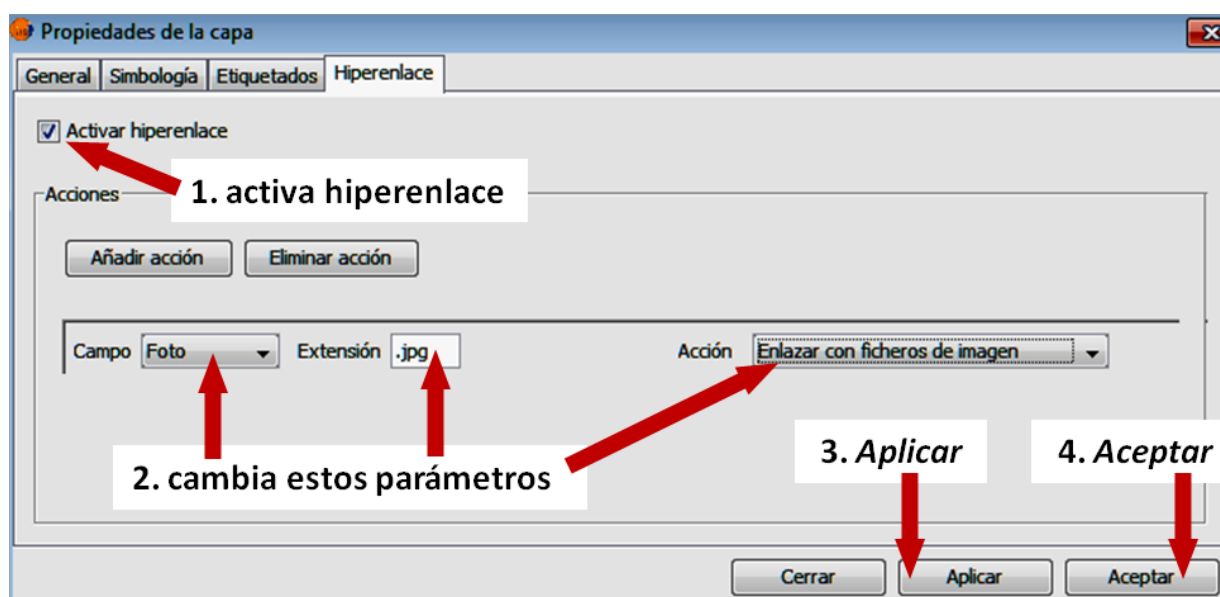 Propiedades de la capa
General Simbología Etiquetados Hiperenlace
Activar hiperenlace
1. activa hiperenlace
Acciones
Añadir acción Eliminar acción
Campo Foto Extensión .jpg Acción Enlazar con ficheros de imagen
3. Aplicar 4. Aceptar
2. cambia estos parámetros
Cerrar Aplicar Aceptar